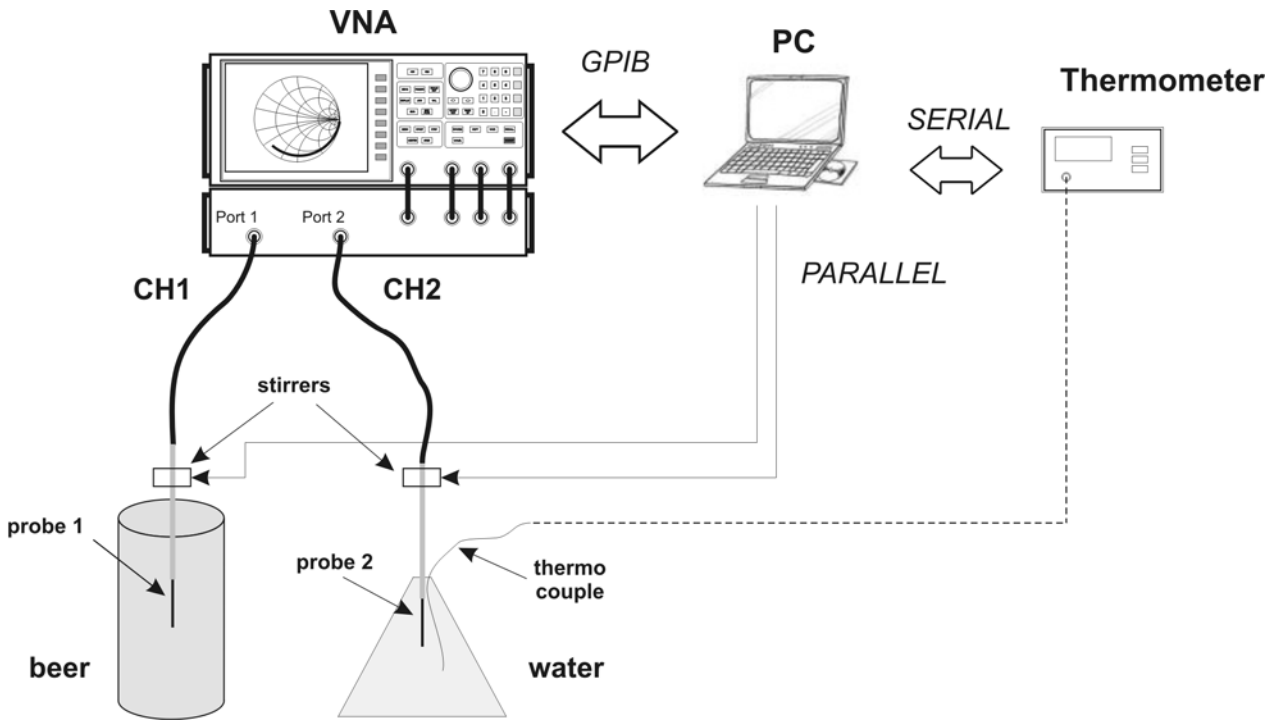 VNA
GPIB
PC
Thermometer
SERIAL
Port 1
Port 2
PARALLEL
CH1
CH2
stirrers
probe 1
probe 2
thermo
couple
beer
water